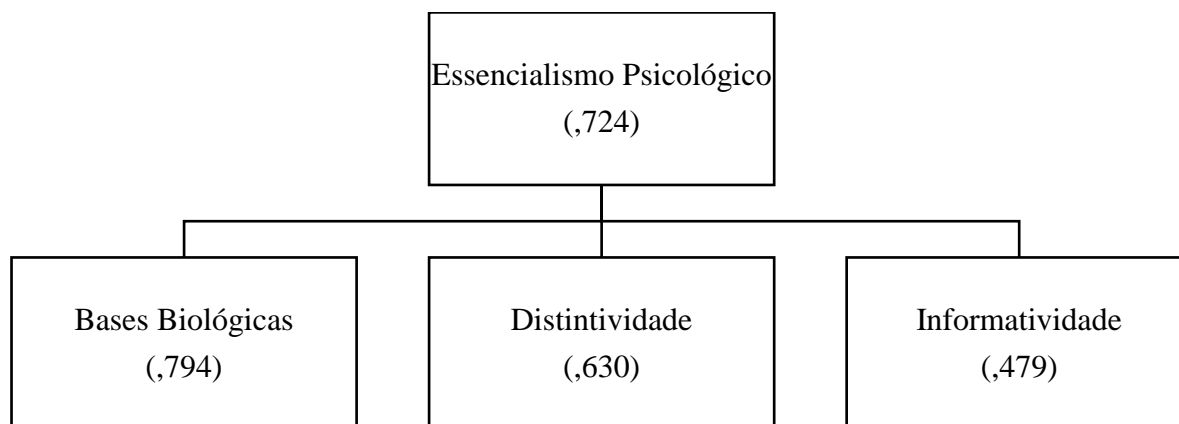 Essencialismo Psicológico
(,724)
Bases Biológicas
(,794)
Distintividade
(,630)
Informatividade
(,479)